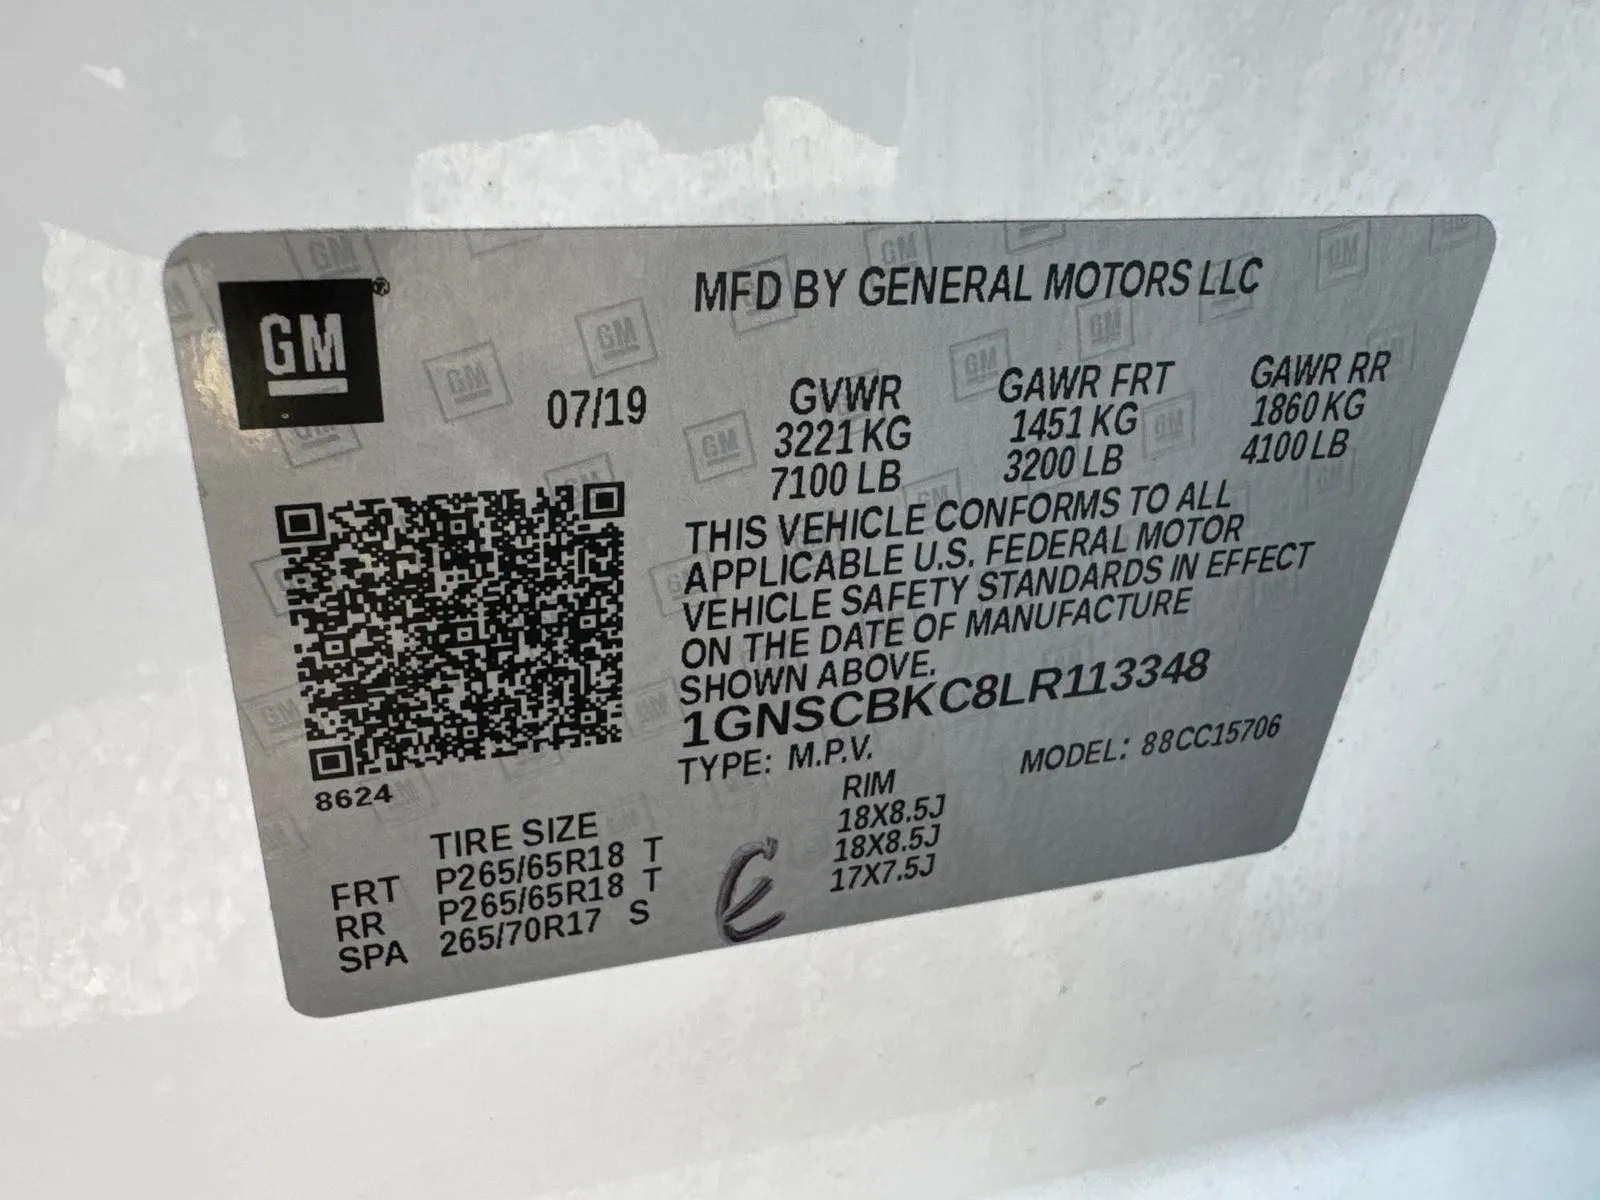 GM®
MFD BY GENERAL MOTORS LLC
07/19
GVWR GAWR FRT GAWR RR
3221 KG 1451 KG 1860 KG
7100 LB 3200 LB 4100 LB
THIS VEHICLE CONFORMS TO ALL
APPLICABLE U.S. FEDERAL MOTOR
VEHICLE SAFETY STANDARDS IN EFFECT
ON THE DATE OF MANUFACTURE
SHOWN ABOVE.
1GNSCBKC8LR113348
TYPE: M.P.V. MODEL: 88CC15706
8624
TIRE SIZE RIM
FRT P265/65R18 T 18X8.5J
RR P265/65R18 T 18X8.5J
SPA 265/70R17 S 17X7.5J